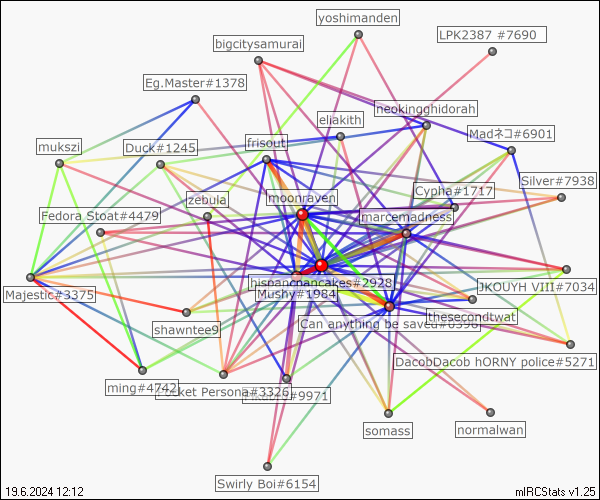 yoshimanden
LPK2387 #7690
bigcitysamurai
Eg.Master#1378
neokingghidorah
eliakith
Madネコ#6901
mukszi
Duck#1245
frisout
Silver#7938
Cypha#1717
zebula
moonraven
Fedora Stoat#4479
marcemadness
hispanchancakes#2928
JKOUYH VIII#7034
Majestic#3375
Mushy#1984
thesecondtwat
shawntee9
Can anything be saved#0396
DacobDacob hORNY police#5271
ming#4742
Pocket Persona#3326
#9971
somass
normalwan
Swirly Boi#6154
19.6.2024 12:12
mIRCStats v1.25